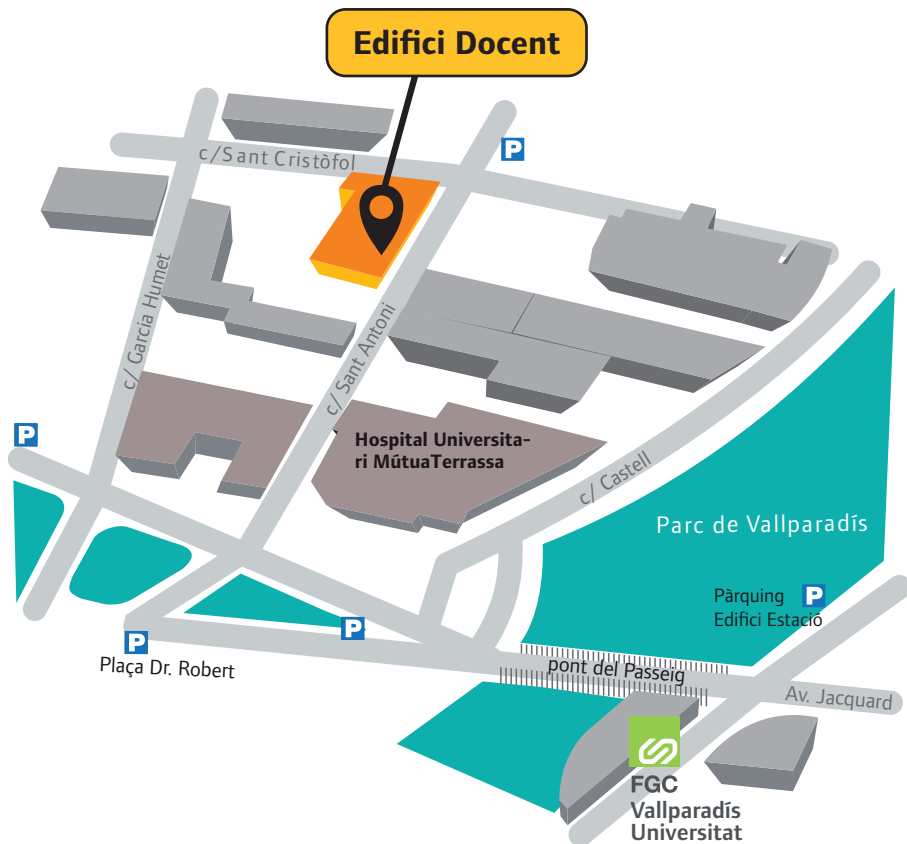 Edifici Docent
P
c/Sant Cristòfol
c/ Garcia Humet
c/ Sant Antoni
P
Hospital Universita-
ri MútuaTerrassa
c/ Castell
Parc de Vallparadís
Pàrquing P
Edifici Estació
P
P
Plaça Dr. Robert
pont del Passeig
Av. Jacquard
FGC
Vallparadís
Universitat